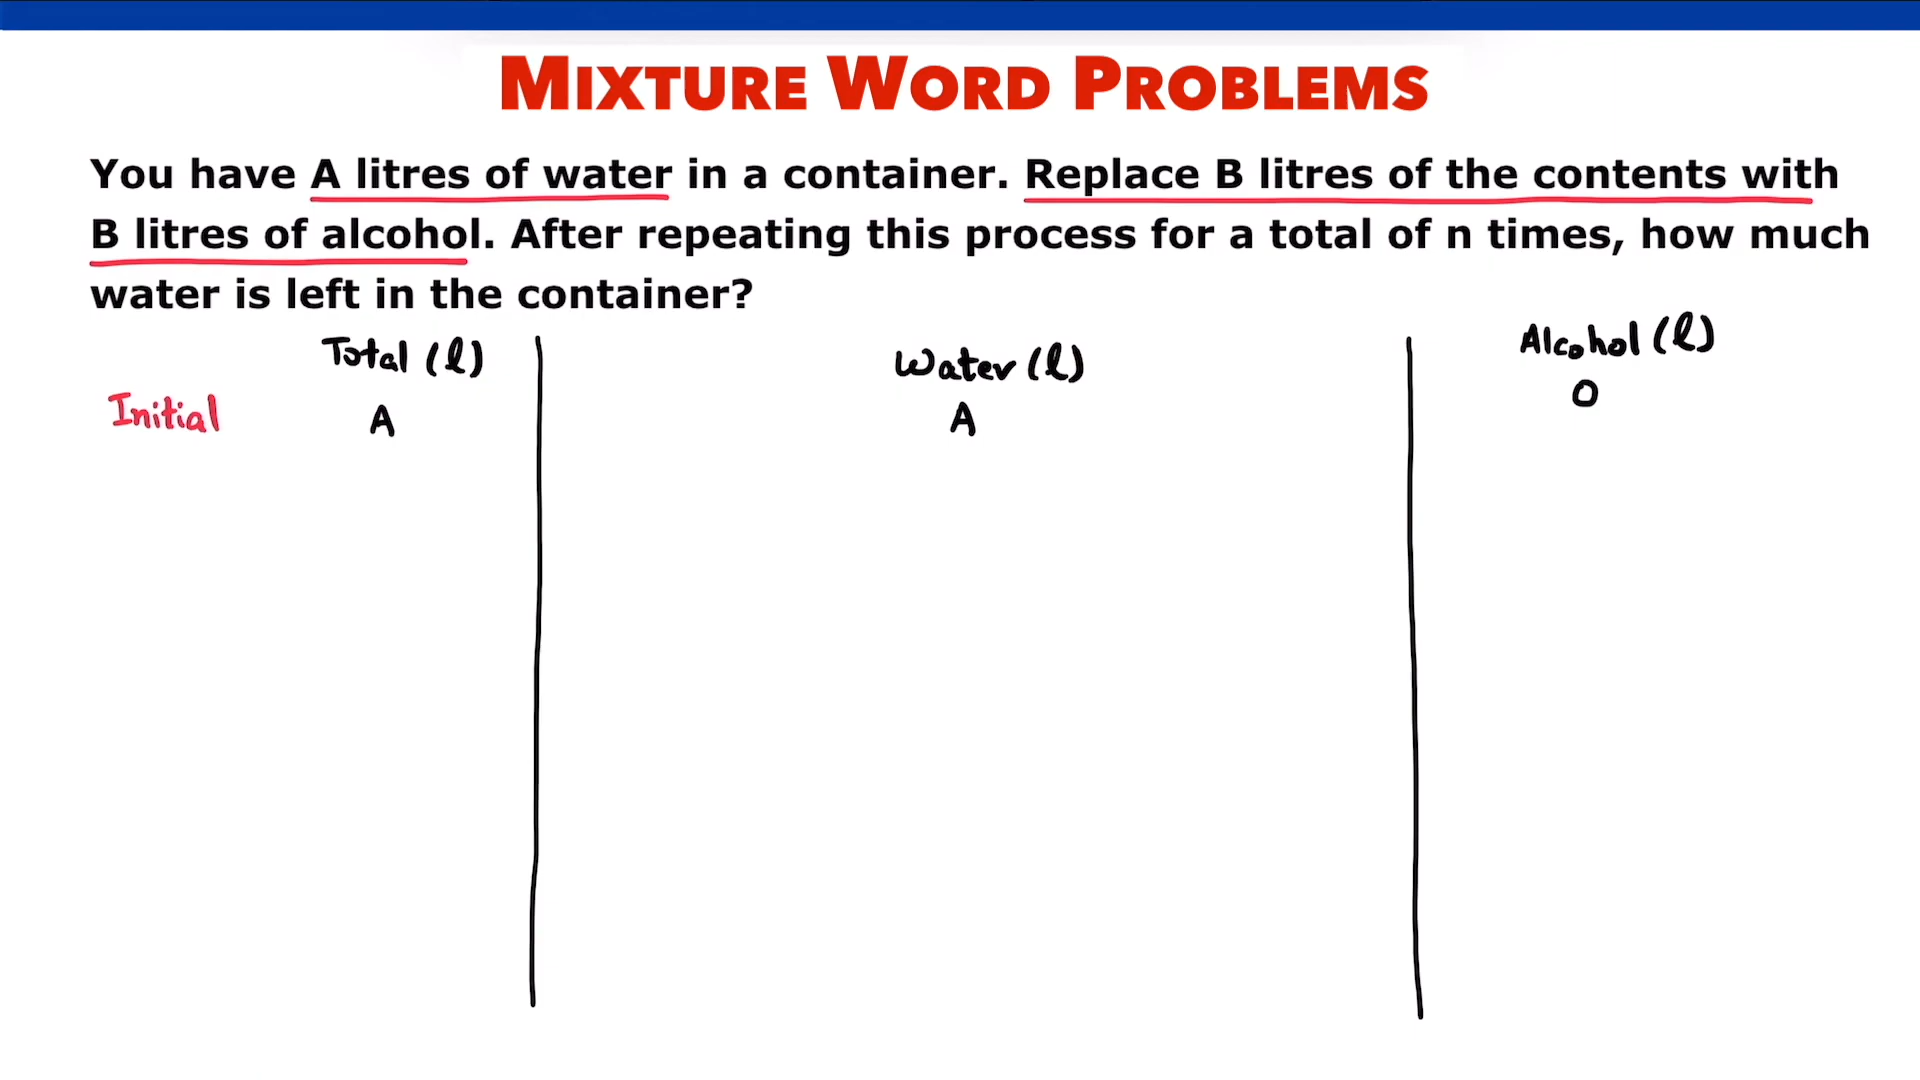 MIXTURE WORD PROBLEMS
You have A litres of water in a container. Replace B litres of the contents with
B litres of alcohol. After repeating this process for a total of n times, how much
water is left in the container?
Total (l) Water (l) Alcohol (l)
Initial A A 0